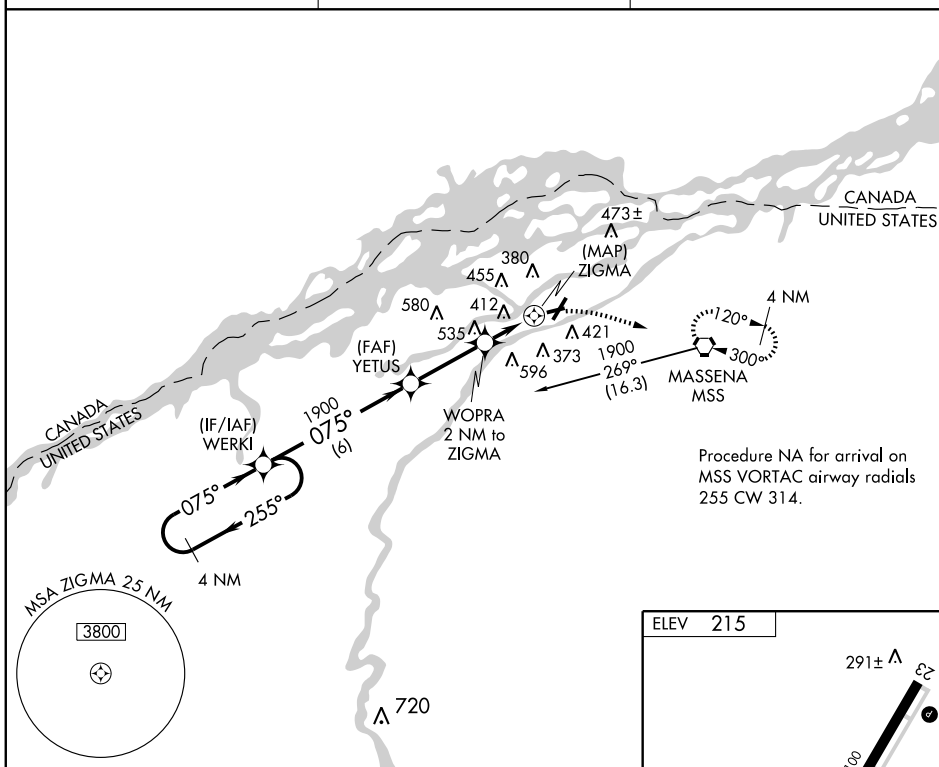 CANADA
UNITED STATES
473±
(MAP)
ZIGMA
380
455
4 NM
580
412
120°
535
421
(FAF)
YETUS
373
1900
269°
(16.3)
300°
596
MASSENA
MSS
CANADA
UNITED STATES
(IF/IAF)
WERKI
1900
075°
(6)
WOPRA
2 NM to
ZIGMA
Procedure NA for arrival on
MSS VORTAC airway radials
255 CW 314.
075°
255°
4 NM
MSA ZIGMA 25 NM
3800
720
ELEV 215
291±
23
P